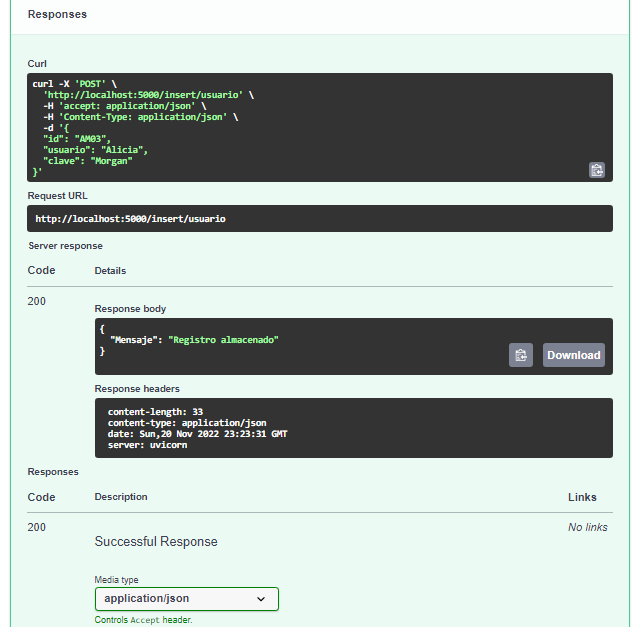 Responses
Curl
curl -X 'POST' \
'http://localhost:5000/insert/usuario' \
-H 'accept: application/json' \
-H 'Content-Type: application/json' \
-d '{
"id": "AM03",
"usuario": "Alicia",
"clave": "Morgan"
}'
Request URL
http://localhost:5000/insert/usuario
Server response
Code Details
200
Response body
{
"Mensaje": "Registro almacenado"
}
Download
Response headers
content-length: 33
content-type: application/json
date: Sun,20 Nov 2022 23:23:31 GMT
server: uvicorn
Responses
Code Description Links
200 No links
Successful Response
Media type
application/json
Controls Accept header.